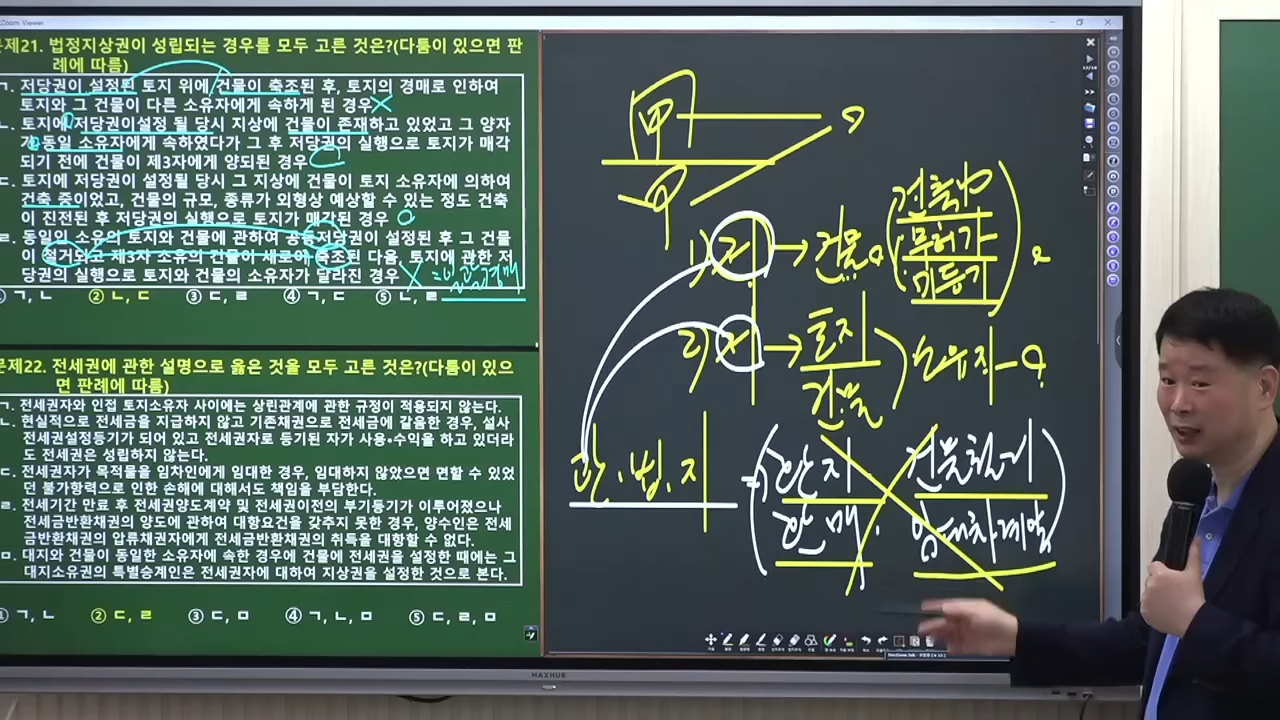 Zoom Viewer
문제21. 법정지상권이 성립되는 경우를 모두 고른 것은?(다툼이 있으면 판
례에 따름)
ㄱ. 저당권이 설정된 토지 위에 건물이 축조된 후, 토지의 경매로 인하여
토지와 그 건물이 다른 소유자에게 속하게 된 경우
ㄴ. 토지에 저당권이설정 될 당시 지상에 건물이 존재하고 있었고 그 양자
가 동일 소유자에게 속하였다가 그 후 저당권의 실행으로 토지가 매각
되기 전에 건물이 제3자에게 양되된 경우
ㄷ. 토지에 저당권이 설정될 당시 그 지상에 건물이 토지 소유자에 의하여
건축 중이었고, 건물의 규모, 종류가 외형상 예상할 수 있는 정도 건축
이 진전된 후 저당권의 실행으로 토지가 매각된 경우
ㄹ. 동일인 소유의 토지와 건물에 관하여 공동저당권이 설정된 후 그 건물
이 철거되고 제3자 소유의 건물이 새로이 축조된 다음, 토지에 관한 저
당권의 실행으로 토지와 건물의 소유자가 달라진 경우
=일괄경매
① ㄱ, ㄴ ② ㄴ, ㄷ ③ ㄷ, ㄹ ④ ㄱ, ㄷ ⑤ ㄴ, ㄹ
문제22. 전세권에 관한 설명으로 옳은 것을 모두 고른 것은?(다툼이 있으
면 판례에 따름)
ㄱ. 전세권자와 인접 토지소유자 사이에는 상린관계에 관한 규정이 적용되지 않는다.
ㄴ. 현실적으로 전세금을 지급하지 않고 기존채권으로 전세금에 갈음한 경우, 설사
전세권설정등기가 되어 있고 전세권자로 등기된 자가 사용•수익을 하고 있더라
도 전세권은 성립하지 않는다.
ㄷ. 전세권자가 목적물을 임차인에게 임대한 경우, 임대하지 않았으면 면할 수 있었
던 불가항력으로 인한 손해에 대해서도 책임을 부담한다.
ㄹ. 전세기간 만료 후 전세권양도계약 및 전세권이전의 부기등기가 이루어졌으나
전세금반환채권의 양도에 관하여 대항요건을 갖추지 못한 경우, 양수인은 전세
금반환채권의 압류채권자에게 전세금반환채권의 취득을 대항할 수 없다.
ㅁ. 대지와 건물이 동일한 소유자에 속한 경우에 건물에 전세권을 설정한 때에는 그
대지소유권의 특별승계인은 전세권자에 대하여 지상권을 설정한 것으로 본다.
① ㄱ, ㄴ ② ㄷ, ㄹ ③ ㄷ, ㅁ ④ ㄱ, ㄴ, ㅁ ⑤ ㄷ, ㄹ, ㅁ
甲
甲
1) 저 → 건물 (건축中
무허가
미등기)
2) 저 → 토지
건물) 소유자
관.법.지
건물철거
임대차계약
MAXHUB